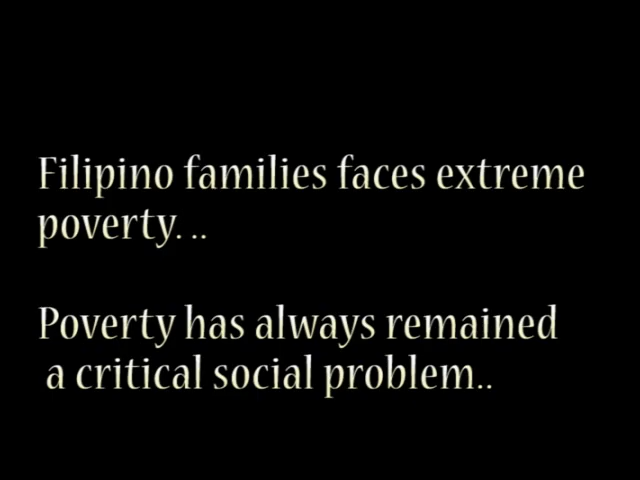 Filipino families faces extreme
poverty. ..
Poverty has always remained
a critical social problem..